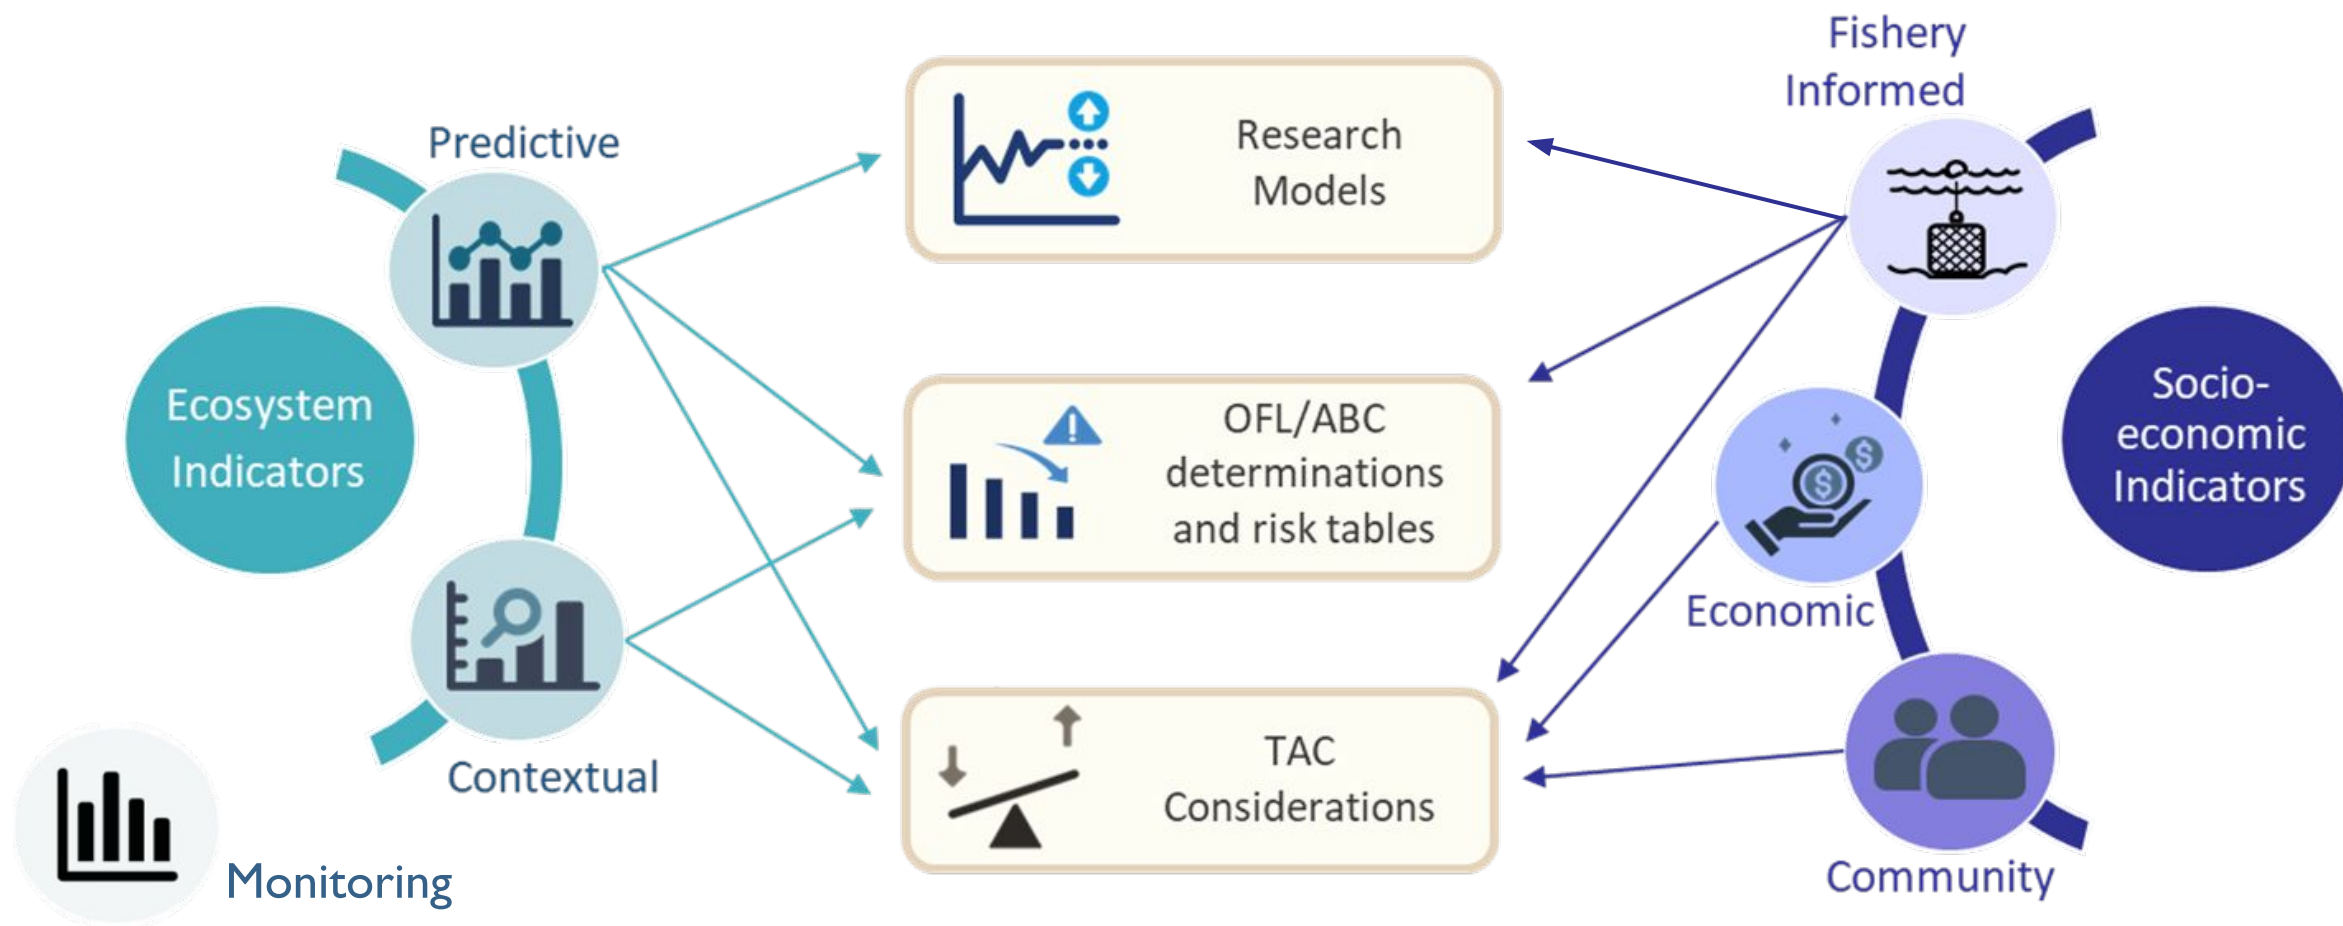 Predictive
Ecosystem
Indicators
Contextual
Monitoring
Research
Models
OFL/ABC
determinations
and risk tables
TAC
Considerations
Fishery
Informed
Economic
Community
Socio-
economic
Indicators